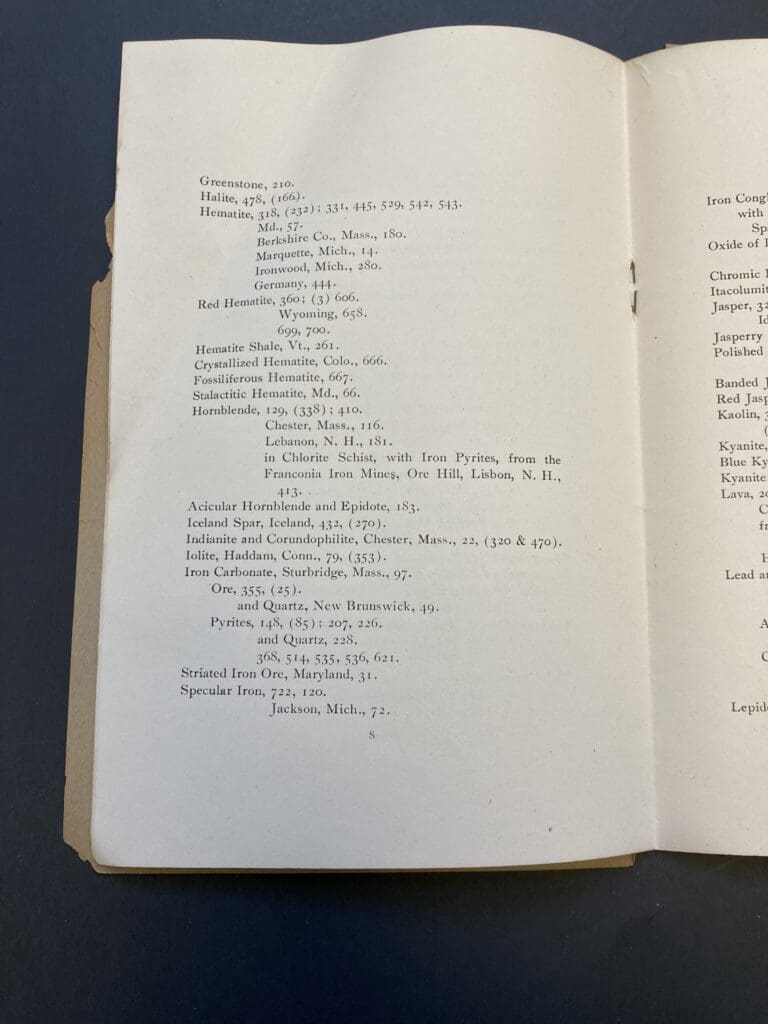 Greenstone, 210.
Halite, 478, (166).
Hematite, 318, (232); 331, 445, 529, 542, 543.
Md., 57.
Berkshire Co., Mass., 180.
Marquette, Mich., 14.
Ironwood, Mich., 280.
Germany, 444.
Red Hematite, 360; (3) 606.
Wyoming, 658.
699, 700.
Hematite Shale, Vt., 261.
Crystallized Hematite, Colo., 666.
Fossiliferous Hematite, 667.
Stalactitic Hematite, Md., 66.
Hornblende, 129, (338); 410.
Chester, Mass., 116.
Lebanon, N. H., 181.
in Chlorite Schist, with Iron Pyrites, from the
Franconia Iron Mines, Ore Hill, Lisbon, N. H.,
413.
Acicular Hornblende and Epidote, 183.
Iceland Spar, Iceland, 432, (270).
Indianite and Corundophilite, Chester, Mass., 22, (320 & 470).
Iolite, Haddam, Conn., 79, (353).
Iron Carbonate, Sturbridge, Mass., 97.
Ore, 355, (25).
and Quartz, New Brunswick, 49.
Pyrites, 148, (85): 207, 226.
and Quartz, 228.
368, 514, 535, 536, 621.
Striated Iron Ore, Maryland, 31.
Specular Iron, 722, 120.
Jackson, Mich., 72.
8
Iron
with
Oxide of
Chromic
Jasper,
Jasperry
Polished
Banded
Red
Kaolin,
Kyanite,
Blue
Kyanite
Lava,
Lead